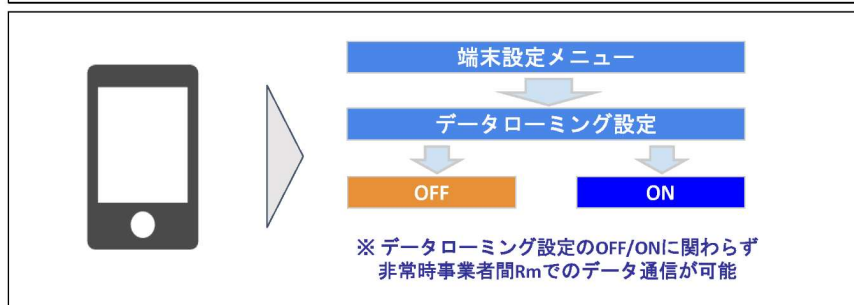 端末設定メニュー
データローミング設定
OFF
ON
※ データローミング設定のOFF/ONに関わらず
非常時事業者間Rmでのデータ通信が可能